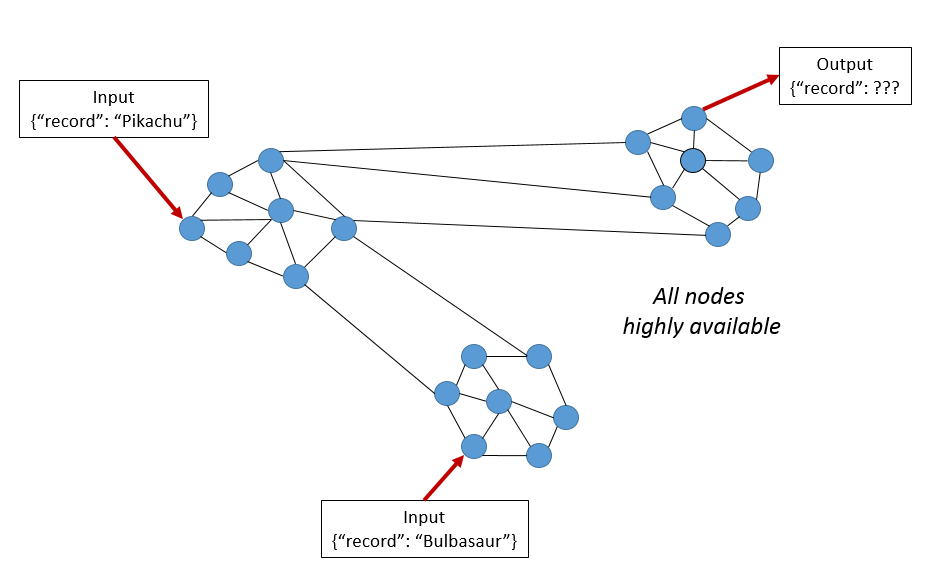 Output
{“record”: ???
Input
{“record”: “Pikachu”}
All nodes
highly available
Input
{“record”: “Bulbasaur”}